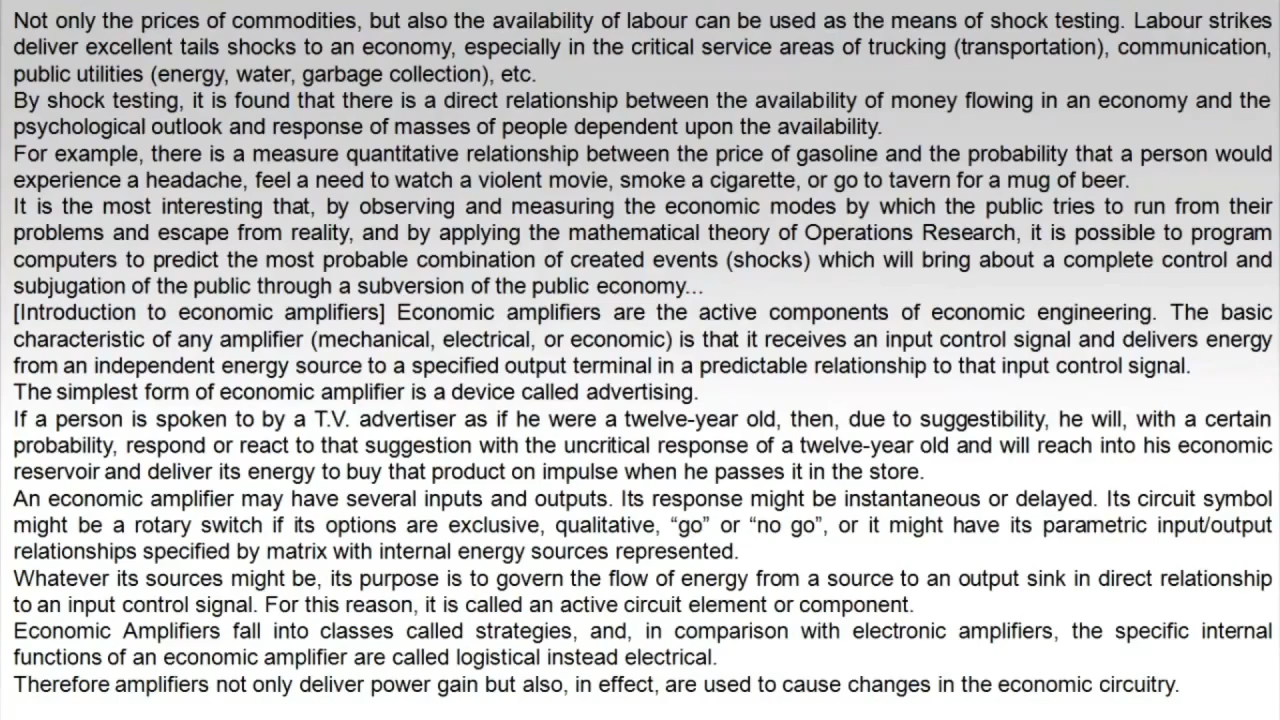 Not only the prices of commodities, but also the availability of labour can be used as the means of shock testing. Labour strikes
deliver excellent tails shocks to an economy, especially in the critical service areas of trucking (transportation), communication,
public utilities (energy, water, garbage collection), etc.
By shock testing, it is found that there is a direct relationship between the availability of money flowing in an economy and the
psychological outlook and response of masses of people dependent upon the availability.
For example, there is a measure quantitative relationship between the price of gasoline and the probability that a person would
experience a headache, feel a need to watch a violent movie, smoke a cigarette, or go to tavern for a mug of beer.
It is the most interesting that, by observing and measuring the economic modes by which the public tries to run from their
problems and escape from reality, and by applying the mathematical theory of Operations Research, it is possible to program
computers to predict the most probable combination of created events (shocks) which will bring about a complete control and
subjugation of the public through a subversion of the public economy...
[Introduction to economic amplifiers] Economic amplifiers are the active components of economic engineering. The basic
characteristic of any amplifier (mechanical, electrical, or economic) is that it receives an input control signal and delivers energy
from an independent energy source to a specified output terminal in a predictable relationship to that input control signal.
The simplest form of economic amplifier is a device called advertising.
If a person is spoken to by a T.V. advertiser as if he were a twelve-year old, then, due to suggestibility, he will, with a certain
probability, respond or react to that suggestion with the uncritical response of a twelve-year old and will reach into his economic
reservoir and deliver its energy to buy that product on impulse when he passes it in the store.
An economic amplifier may have several inputs and outputs. Its response might be instantaneous or delayed. Its circuit symbol
might be a rotary switch if its options are exclusive, qualitative, “go” or “no go”, or it might have its parametric input/output
relationships specified by matrix with internal energy sources represented.
Whatever its sources might be, its purpose is to govern the flow of energy from a source to an output sink in direct relationship
to an input control signal. For this reason, it is called an active circuit element or component.
Economic Amplifiers fall into classes called strategies, and, in comparison with electronic amplifiers, the specific internal
functions of an economic amplifier are called logistical instead electrical.
Therefore amplifiers not only deliver power gain but also, in effect, are used to cause changes in the economic circuitry.